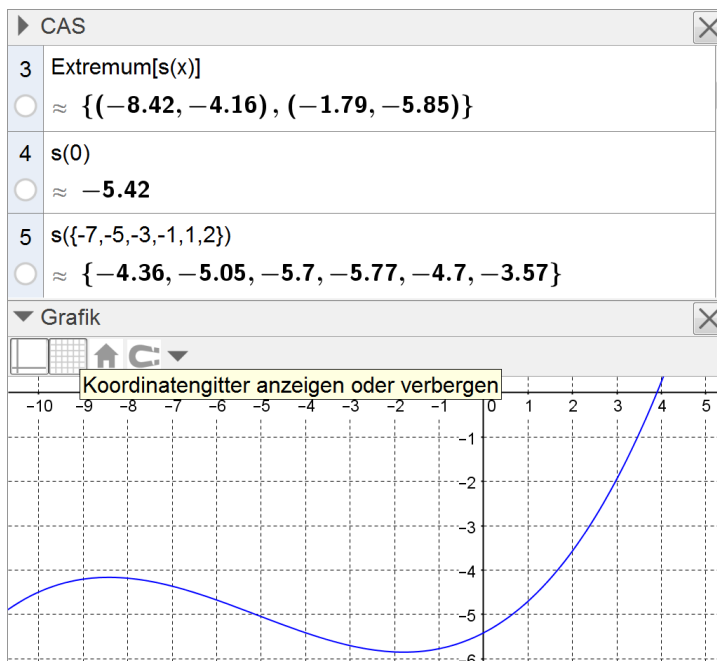 CAS
3 Extremum[s(x)]
≈ {(−8.42, −4.16) , (−1.79, −5.85)}
4 s(0)
≈ −5.42
5 s({-7,-5,-3,-1,1,2})
≈ {−4.36, −5.05, −5.7, −5.77, −4.7, −3.57}
Grafik
Koordinatengitter anzeigen oder verbergen
−10 −9 −8 −7 −6 −5 −4 −3 −2 −1 0 1 2 3 4 5
−1
−2
−3
−4
−5
−6